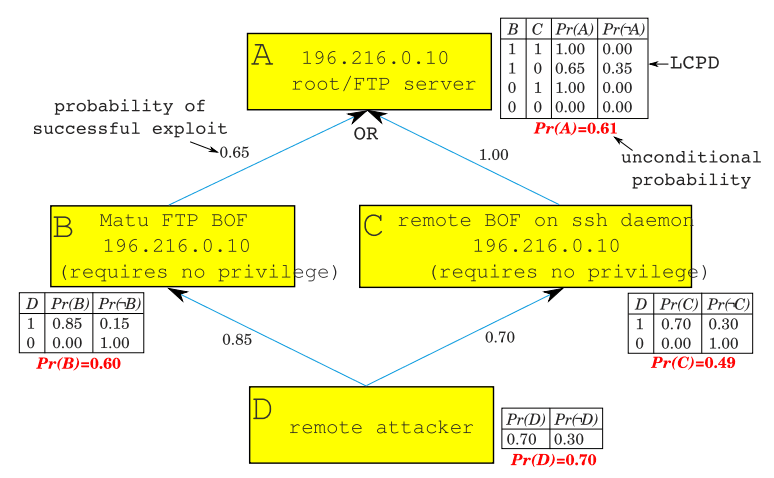 A
196.216.0.10
root/FTP server
B C Pr(A) Pr(¬A)
1 1 1.00 0.00
1 0 0.65 0.35
0 1 1.00 0.00
0 0 0.00 0.00
Pr(A)=0.61
LCPD
unconditional
probability
probability of
successful exploit
0.65
OR
1.00
B
Matu FTP BOF
196.216.0.10
(requires no privilege)
C
remote BOF on ssh daemon
196.216.0.10
(requires no privilege)
D Pr(B) Pr(¬B)
1 0.85 0.15
0 0.00 1.00
Pr(B)=0.60
D Pr(C) Pr(¬C)
1 0.70 0.30
0 0.00 1.00
Pr(C)=0.49
0.85
0.70
D
remote attacker
Pr(D) Pr(¬D)
0.70 0.30
Pr(D)=0.70